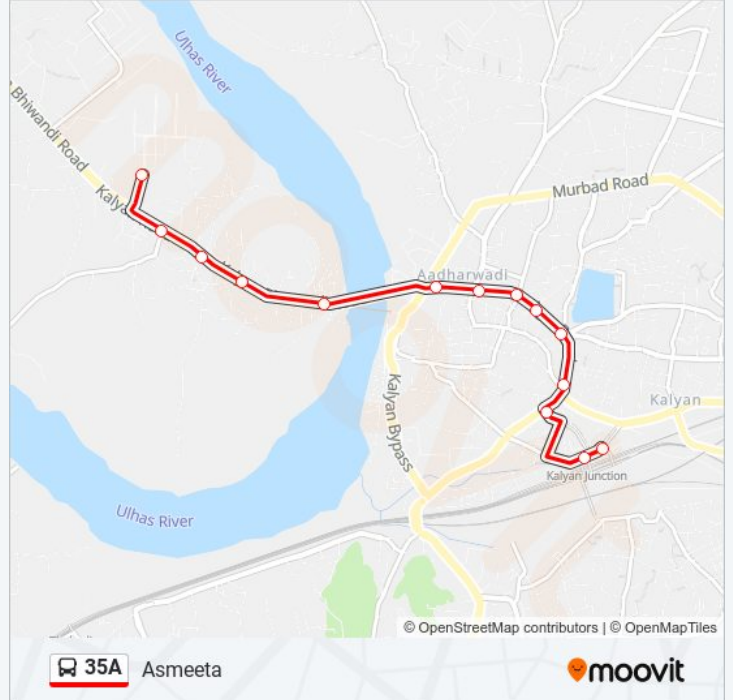 Ulhas River
Bhiwandi Road
Murbad Road
Aadharwadi
Kalyan Bypass
Kalyan
Kalyan Junction
Ulhas River
© OpenStreetMap contributors | © OpenMapTiles
35A Asmeeta
moovit